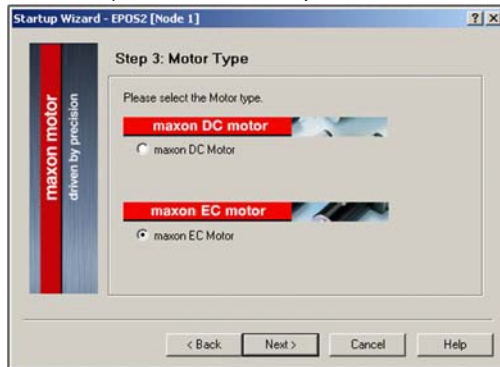 Startup Wizard - EPOS2 [Node 1]
maxon motor
driven by precision
Step 3: Motor Type
Please select the Motor type.
maxon DC motor
maxon DC Motor
maxon EC motor
maxon EC Motor
< Back
Next >
Cancel
Help